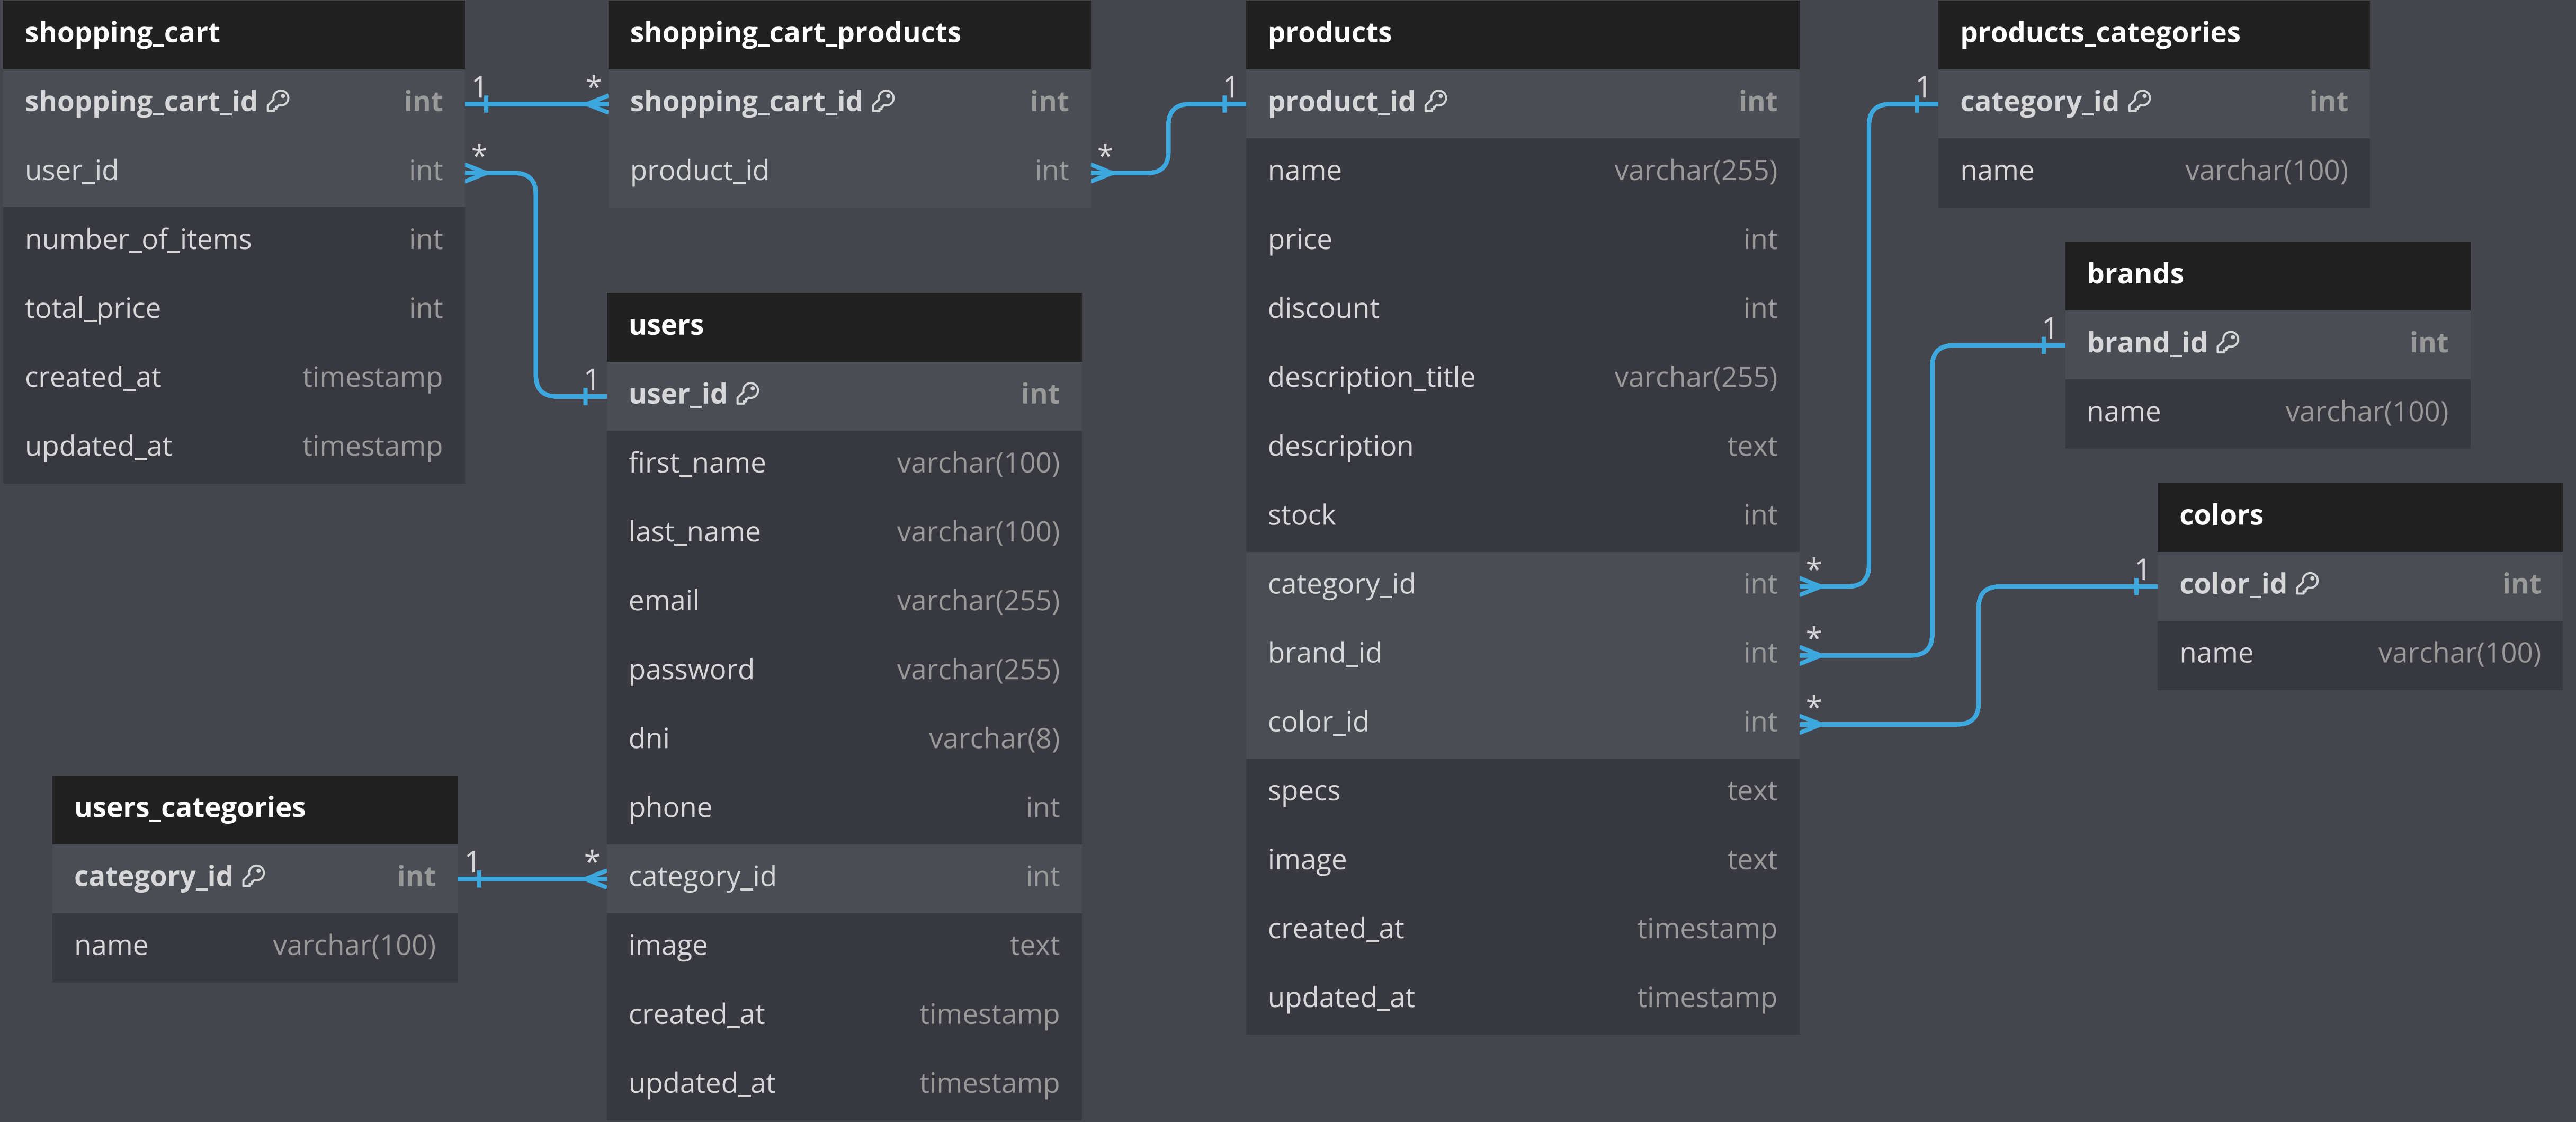 shopping_cart
shopping_cart_id int
user_id int
number_of_items int
total_price int
created_at timestamp
updated_at timestamp
1 *
* 1
shopping_cart_products
shopping_cart_id int
product_id int
* 1
users
user_id int
first_name varchar(100)
last_name varchar(100)
email varchar(255)
password varchar(255)
dni varchar(8)
phone int
category_id int
image text
created_at timestamp
updated_at timestamp
users_categories
category_id int
name varchar(100)
1 *
products
product_id int
name varchar(255)
price int
discount int
description_title varchar(255)
description text
stock int
category_id int
brand_id int
color_id int
specs text
image text
created_at timestamp
updated_at timestamp
* 1
* 1
* 1
products_categories
category_id int
name varchar(100)
brands
brand_id int
name varchar(100)
colors
color_id int
name varchar(100)